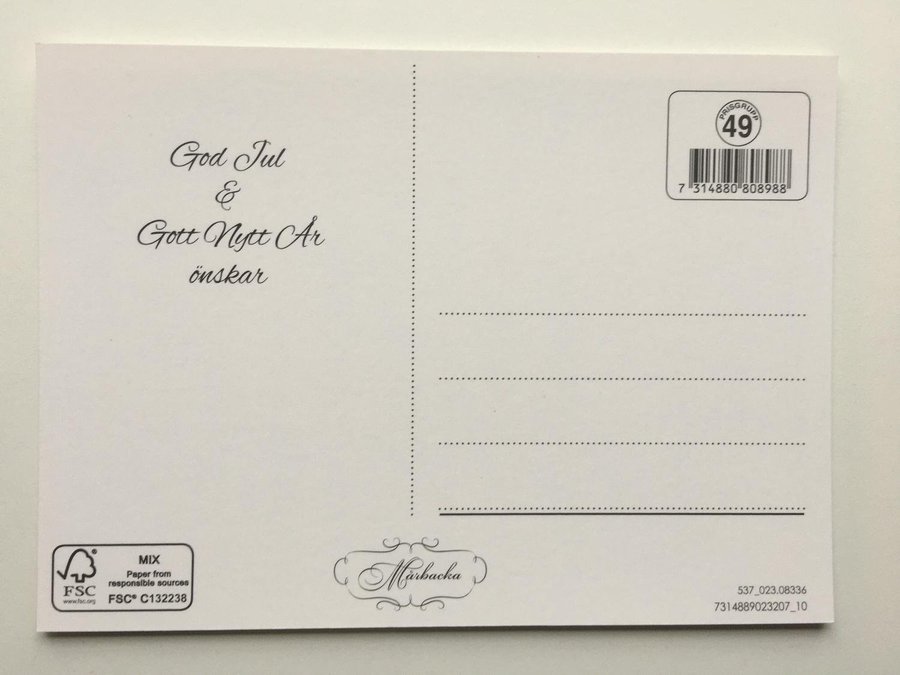 God Jul
&
Gott Nytt År
önskar
PRISGRUPP
49
7 314880 808988
MIX
Paper from
responsible sources
FSC® C132238
FSC
www.fsc.org
Mårbacka
537_023.08336
7314889023207_10